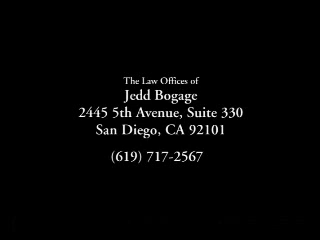 The Law Offices of
Jedd Bogage
2445 5th Avenue, Suite 330
San Diego, CA 92101
(619) 717-2567